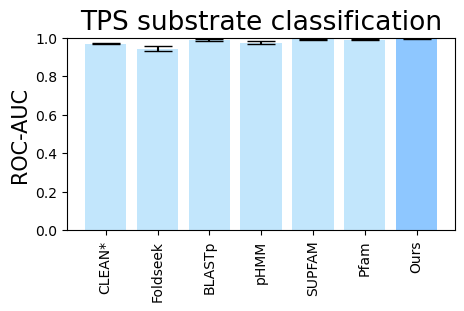 TPS substrate classification
ROC-AUC
1.0
0.8
0.6
0.4
0.2
0.0
CLEAN*
Foldseek
BLASTp
pHMM
SUPFAM
Pfam
Ours